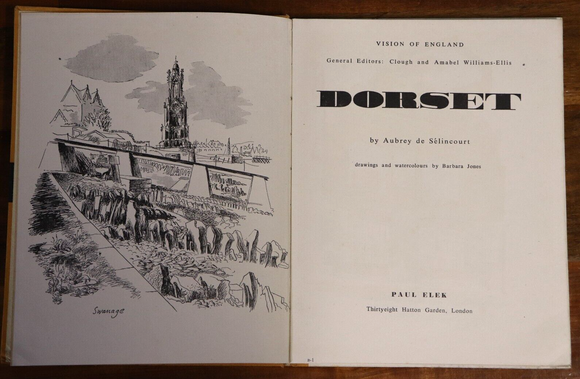 Swanage
VISION OF ENGLAND
General Editors: Clough and Amabel Williams-Ellis
DORSET
by Aubrey de Sèlincourt
drawings and watercolours by Barbara Jones
PAUL ELEK
Thirtyeight Hatton Garden, London